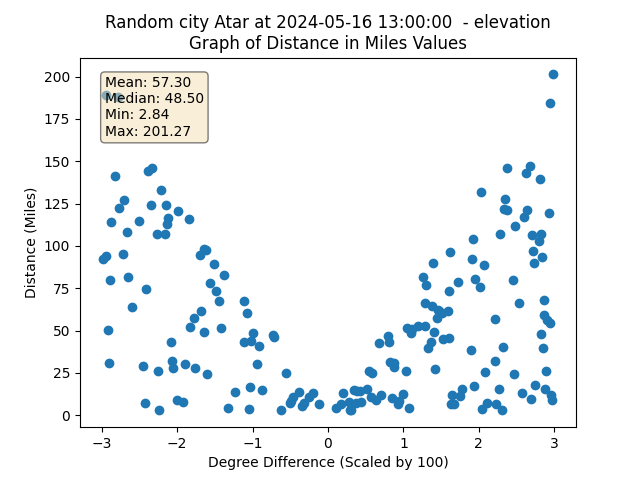 Random city Atar at 2024-05-16 13:00:00 - elevation
Graph of Distance in Miles Values
Mean: 57.30
Median: 48.50
Min: 2.84
Max: 201.27
Distance (Miles)
200
175
150
125
100
75
50
25
0
−3 −2 −1 0 1 2 3
Degree Difference (Scaled by 100)